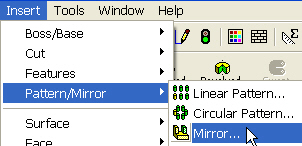 Insert Tools Window Help
Boss/Base
Cut
Features
Pattern/Mirror
Linear Pattern...
Circular Pattern...
Mirror...
Surface
Face